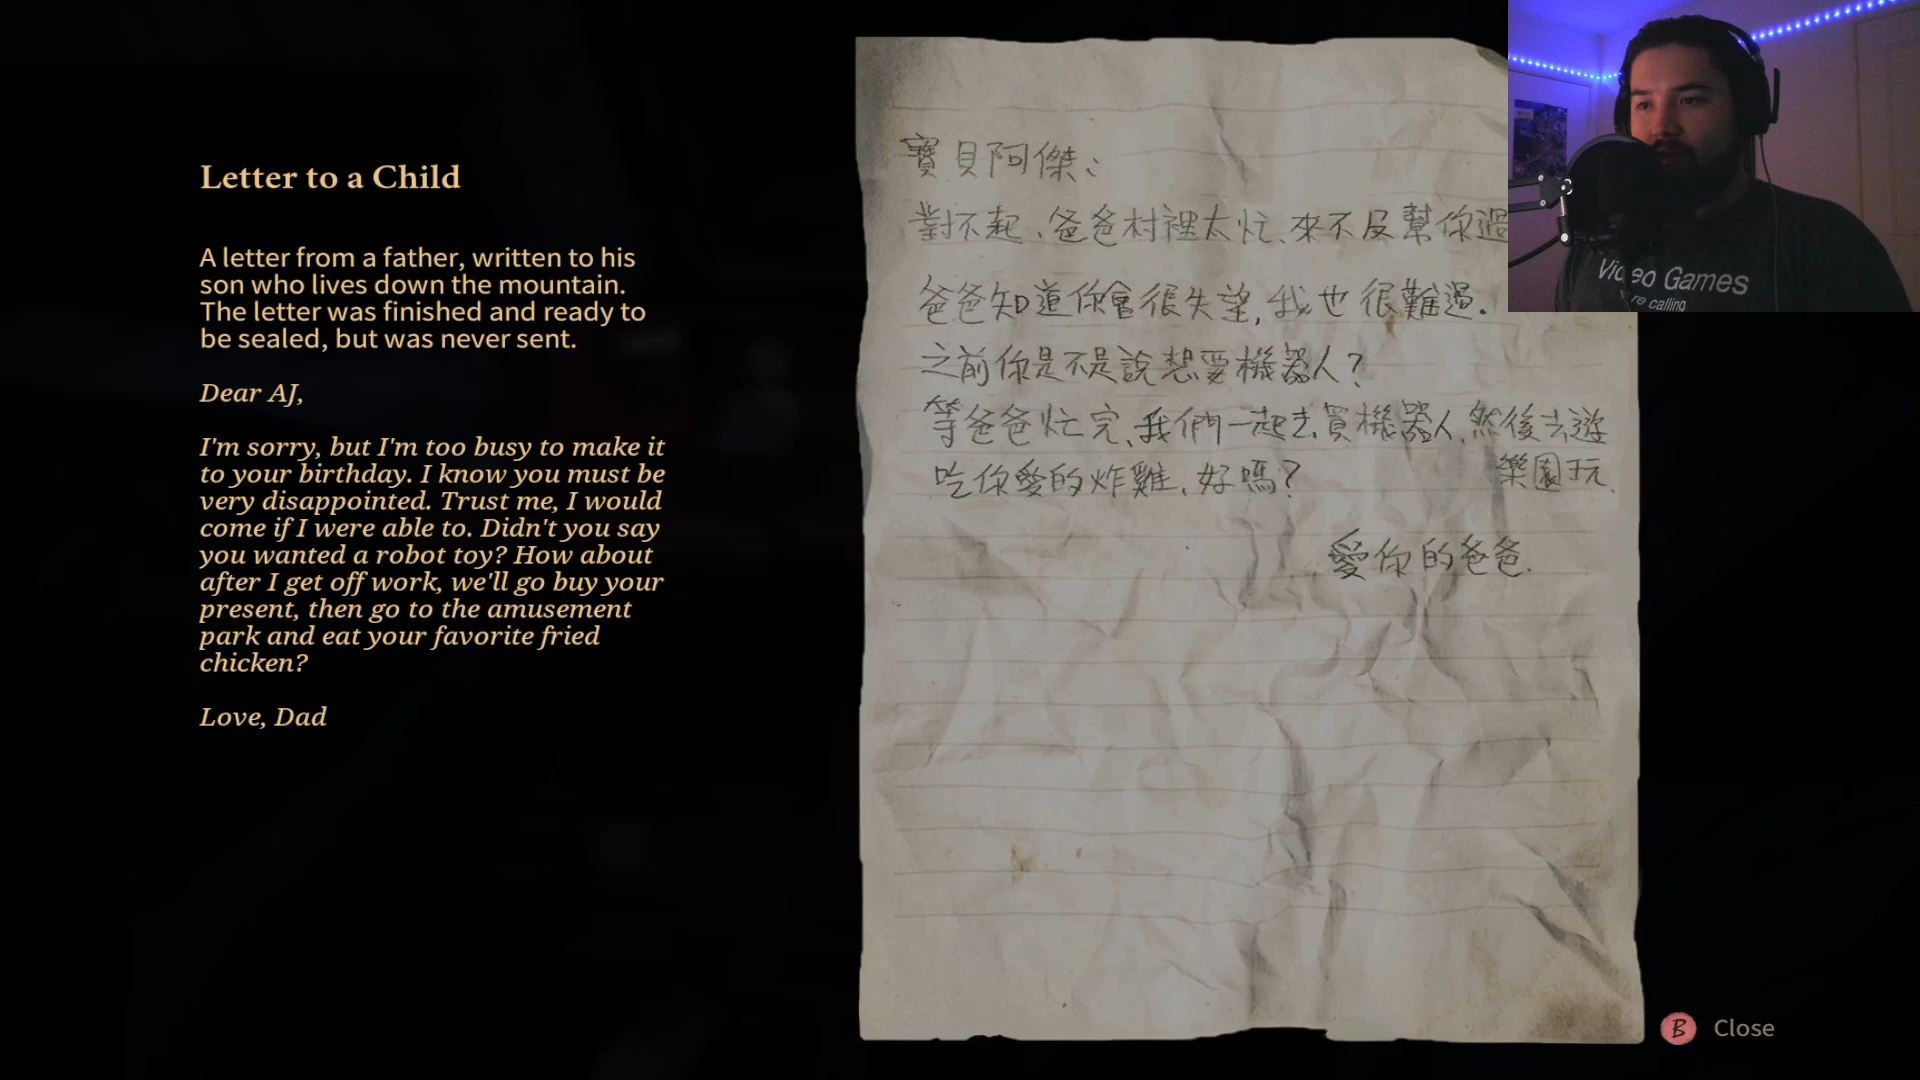 Letter to a Child
A letter from a father, written to his
son who lives down the mountain.
The letter was finished and ready to
be sealed, but was never sent.
Dear AJ,
I'm sorry, but I'm too busy to make it
to your birthday. I know you must be
very disappointed. Trust me, I would
come if I were able to. Didn't you say
you wanted a robot toy? How about
after I get off work, we'll go buy your
present, then go to the amusement
park and eat your favorite fried
chicken?
Love, Dad
寶貝阿傑：
對不起、爸爸村裡太忙、來不及幫你過
爸爸知道你會很失望，我也很難過.
之前你是不是說想要機器人？
等爸爸忙完、我們一起去買機器人、然後去遊
樂園玩、
吃你愛的炸雞、好嗎？
愛你的爸爸.
Video Games
re calling
B Close